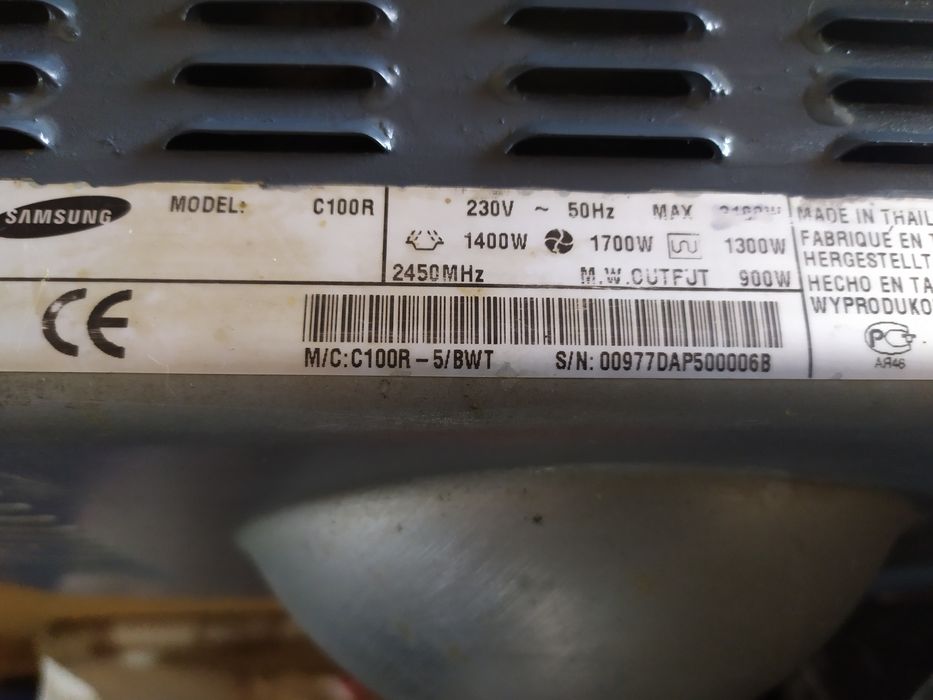 SAMSUNG
MODEL: C100R
230V ~ 50Hz MAX
1400W 1700W 1300W
2450MHz M.W.OUTPUT 900W
MADE IN THAIL
FABRIQUÉ EN T
HERGESTELLT
HECHO EN TA
WYPRODUKO
CE
M/C:C100R-5/BWT S/N: 00977DAP500006B
АЯ46